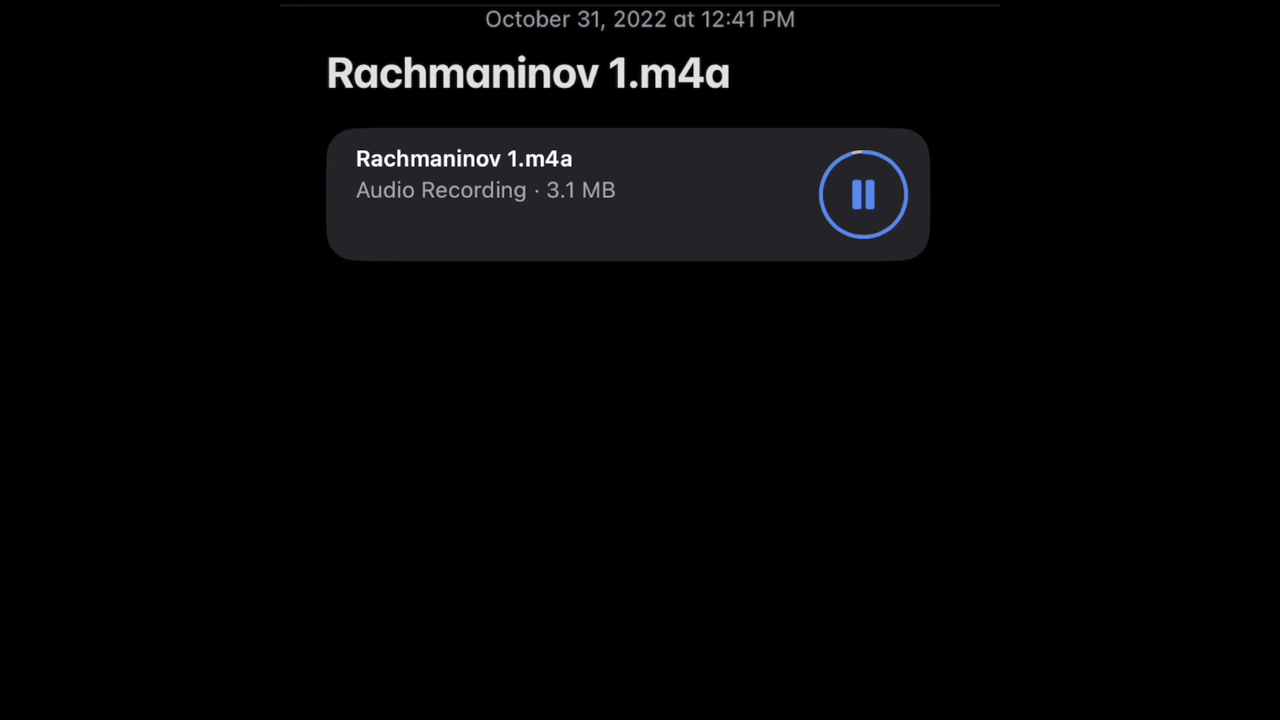 October 31, 2022 at 12:41 PM
Rachmaninov 1.m4a
Rachmaninov 1.m4a
Audio Recording · 3.1 MB